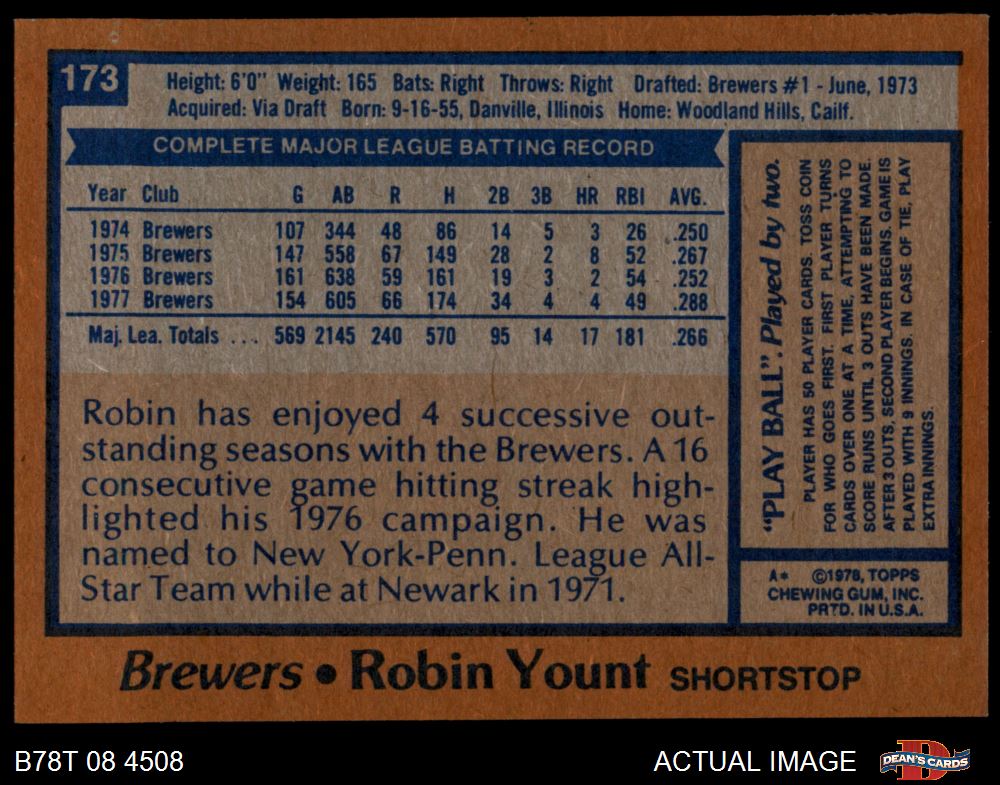 173
Height: 6'0" Weight: 165 Bats: Right Throws: Right Drafted: Brewers #1 - June, 1973
Acquired: Via Draft Born: 9-16-55, Danville, Illinois Home: Woodland Hills, Cailf.
COMPLETE MAJOR LEAGUE BATTING RECORD
Year Club G AB R H 2B 3B HR RBI AVG.
1974 Brewers 107 344 48 86 14 5 3 26 .250
1975 Brewers 147 558 67 149 28 2 8 52 .267
1976 Brewers 161 638 59 161 19 3 2 54 .252
1977 Brewers 154 605 66 174 34 4 4 49 .288
Maj. Lea. Totals ... 569 2145 240 570 95 14 17 181 .266
Robin has enjoyed 4 successive out-
standing seasons with the Brewers. A 16
consecutive game hitting streak high-
lighted his 1976 campaign. He was
named to New York-Penn. League All-
Star Team while at Newark in 1971.
"PLAY BALL". Played by two.
PLAYER HAS 50 PLAYER CARDS. TOSS COIN
FOR WHO GOES FIRST. FIRST PLAYER TURNS
CARDS OVER ONE AT A TIME, ATTEMPTING TO
SCORE RUNS UNTIL 3 OUTS HAVE BEEN MADE.
AFTER 3 OUTS, SECOND PLAYER BEGINS. GAME IS
PLAYED WITH 9 INNINGS. IN CASE OF TIE, PLAY
EXTRA INNINGS.
A* ©1978, TOPPS
CHEWING GUM, INC.
PRTD. IN U.S.A.
Brewers • Robin Yount SHORTSTOP
B78T 08 4508
ACTUAL IMAGE
D
DEAN'S CARDS